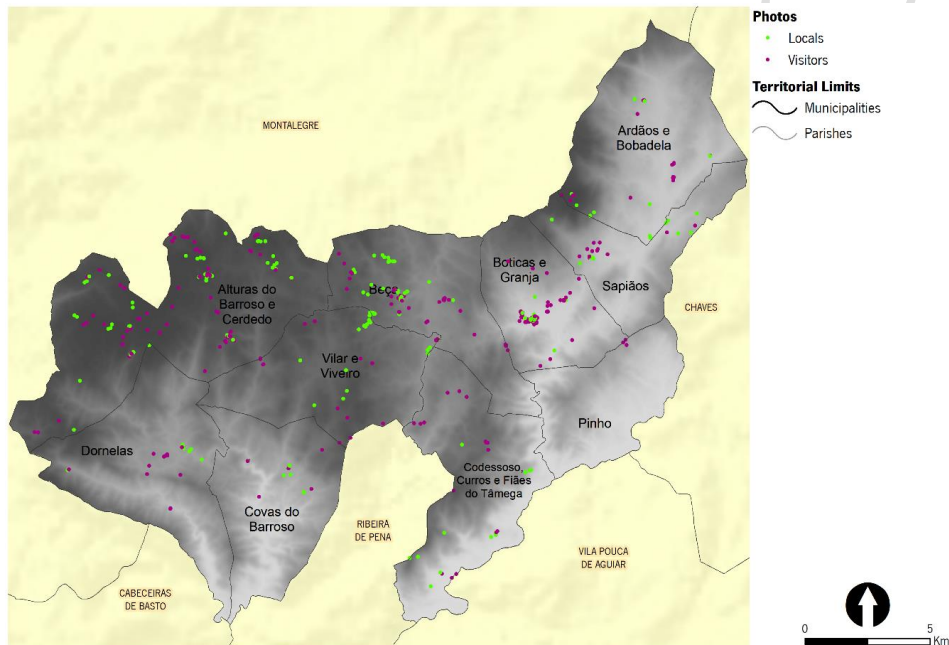 Photos
Locals
Visitors
Territorial Limits
Municipalities
Parishes
MONTALEGRE
Ardãos e
Bobadela
Boticas e
Granja
Sapiãos
CHAVES
Alturas do
Barroso e
Cerdedo
Vilar e
Viveiro
Pinho
Dornelas
Codessoso,
Curros e Fiães
do Tâmega
Covas do
Barroso
RIBEIRA
DE PENA
VILA POUCA
DE AGUIAR
CABECEIRAS
DE BASTO
0 5
Km